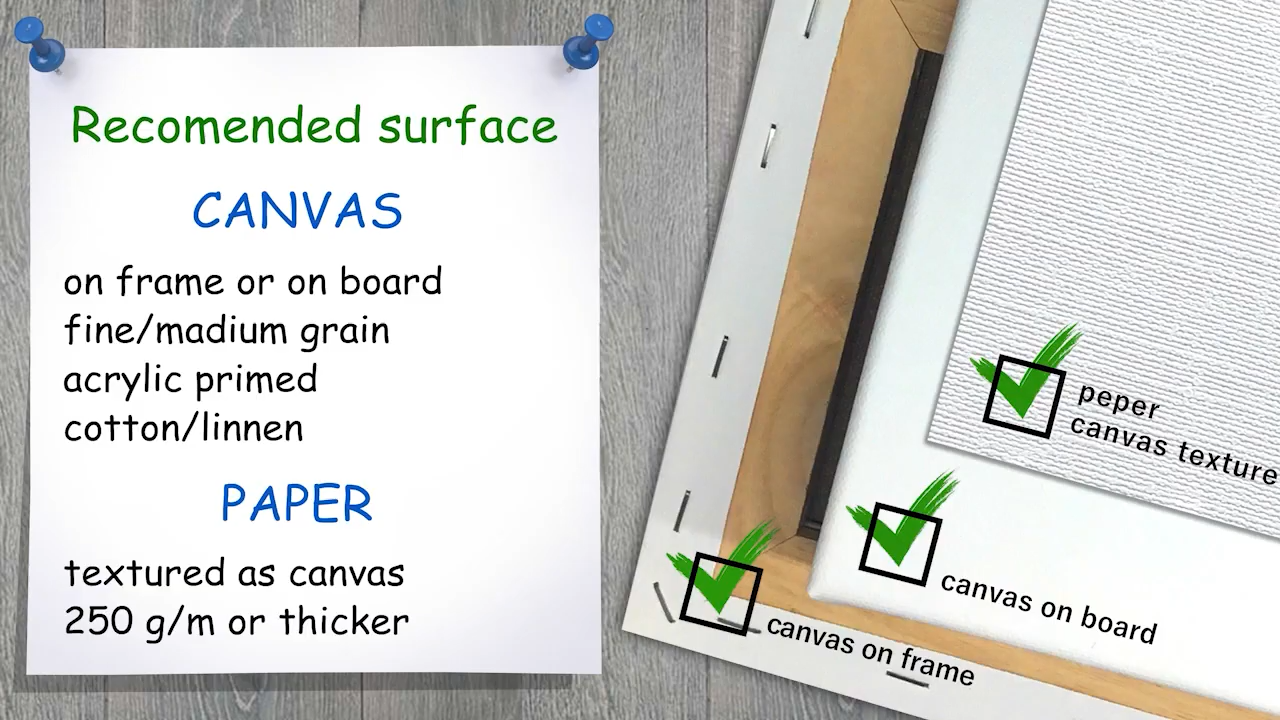 Recomended surface
CANVAS
on frame or on board
fine/madium grain
acrylic primed
cotton/linnen
PAPER
textured as canvas
250 g/m or thicker
peper
canvas texture
canvas on board
canvas on frame